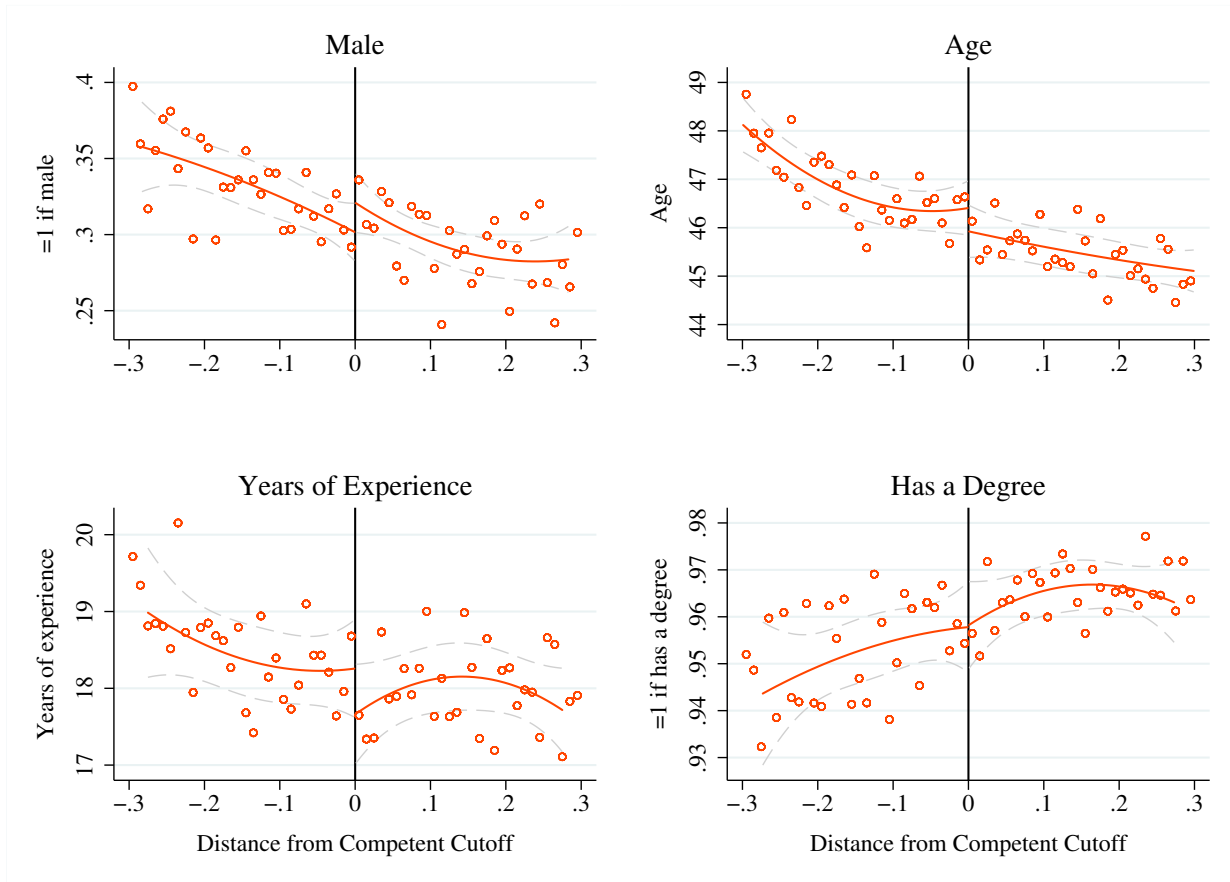 Male
=1 if male
.4
.35
.3
.25
−.3 −.2 −.1 0 .1 .2 .3
Age
Age
49
48
47
46
45
44
−.3 −.2 −.1 0 .1 .2 .3
Years of Experience
Years of experience
20
19
18
17
−.3 −.2 −.1 0 .1 .2 .3
Distance from Competent Cutoff
Has a Degree
=1 if has a degree
.98
.97
.96
.95
.94
.93
−.3 −.2 −.1 0 .1 .2 .3
Distance from Competent Cutoff